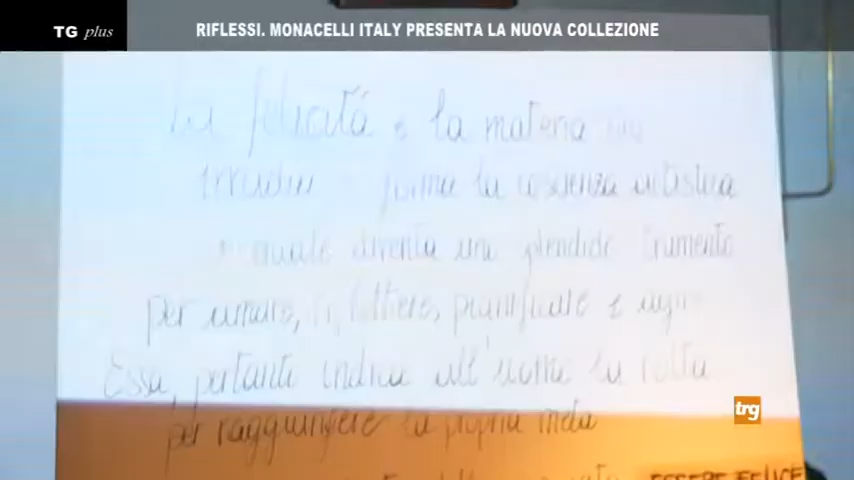 TG plus
RIFLESSI. MONACELLI ITALY PRESENTA LA NUOVA COLLEZIONE
La felicità è la materia
forma la coscienza artistica
quale diventa uno splendido strumento
per amare, riflettere, pianificare e agire
Essa, pertanto indica all'uomo la rotta
trg
per raggiungere la propria meta
ESSERE FELICE